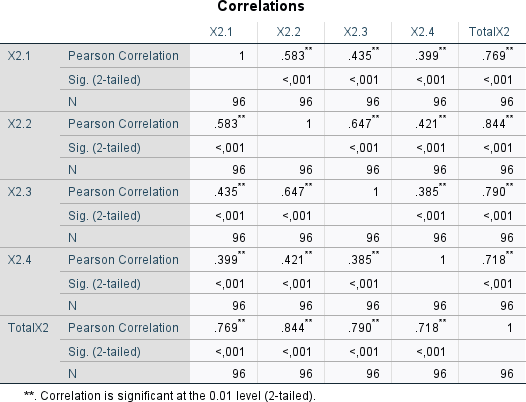 Correlations
X2.1 X2.2 X2.3 X2.4 TotalX2
X2.1 Pearson Correlation 1 .583** .435** .399** .769**
Sig. (2-tailed) <,001 <,001 <,001 <,001
N 96 96 96 96 96
X2.2 Pearson Correlation .583** 1 .647** .421** .844**
Sig. (2-tailed) <,001 <,001 <,001 <,001
N 96 96 96 96 96
X2.3 Pearson Correlation .435** .647** 1 .385** .790**
Sig. (2-tailed) <,001 <,001 <,001 <,001
N 96 96 96 96 96
X2.4 Pearson Correlation .399** .421** .385** 1 .718**
Sig. (2-tailed) <,001 <,001 <,001 <,001
N 96 96 96 96 96
TotalX2 Pearson Correlation .769** .844** .790** .718** 1
Sig. (2-tailed) <,001 <,001 <,001 <,001
N 96 96 96 96 96
**. Correlation is significant at the 0.01 level (2-tailed).